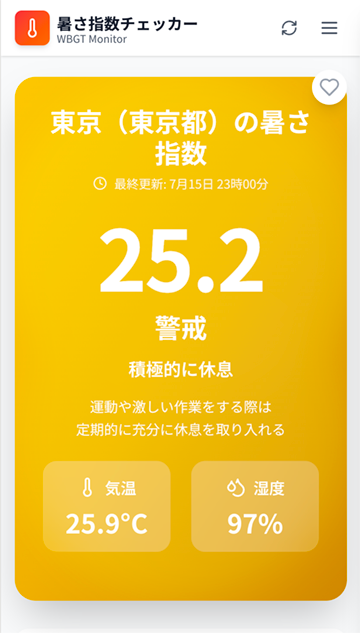 暑さ指数チェッカー
WBGT Monitor
東京（東京都）の暑さ
指数
最終更新: 7月15日 23時00分
25.2
警戒
積極的に休息
運動や激しい作業をする際は
定期的に充分に休息を取り入れる
気温
25.9°C
湿度
97%